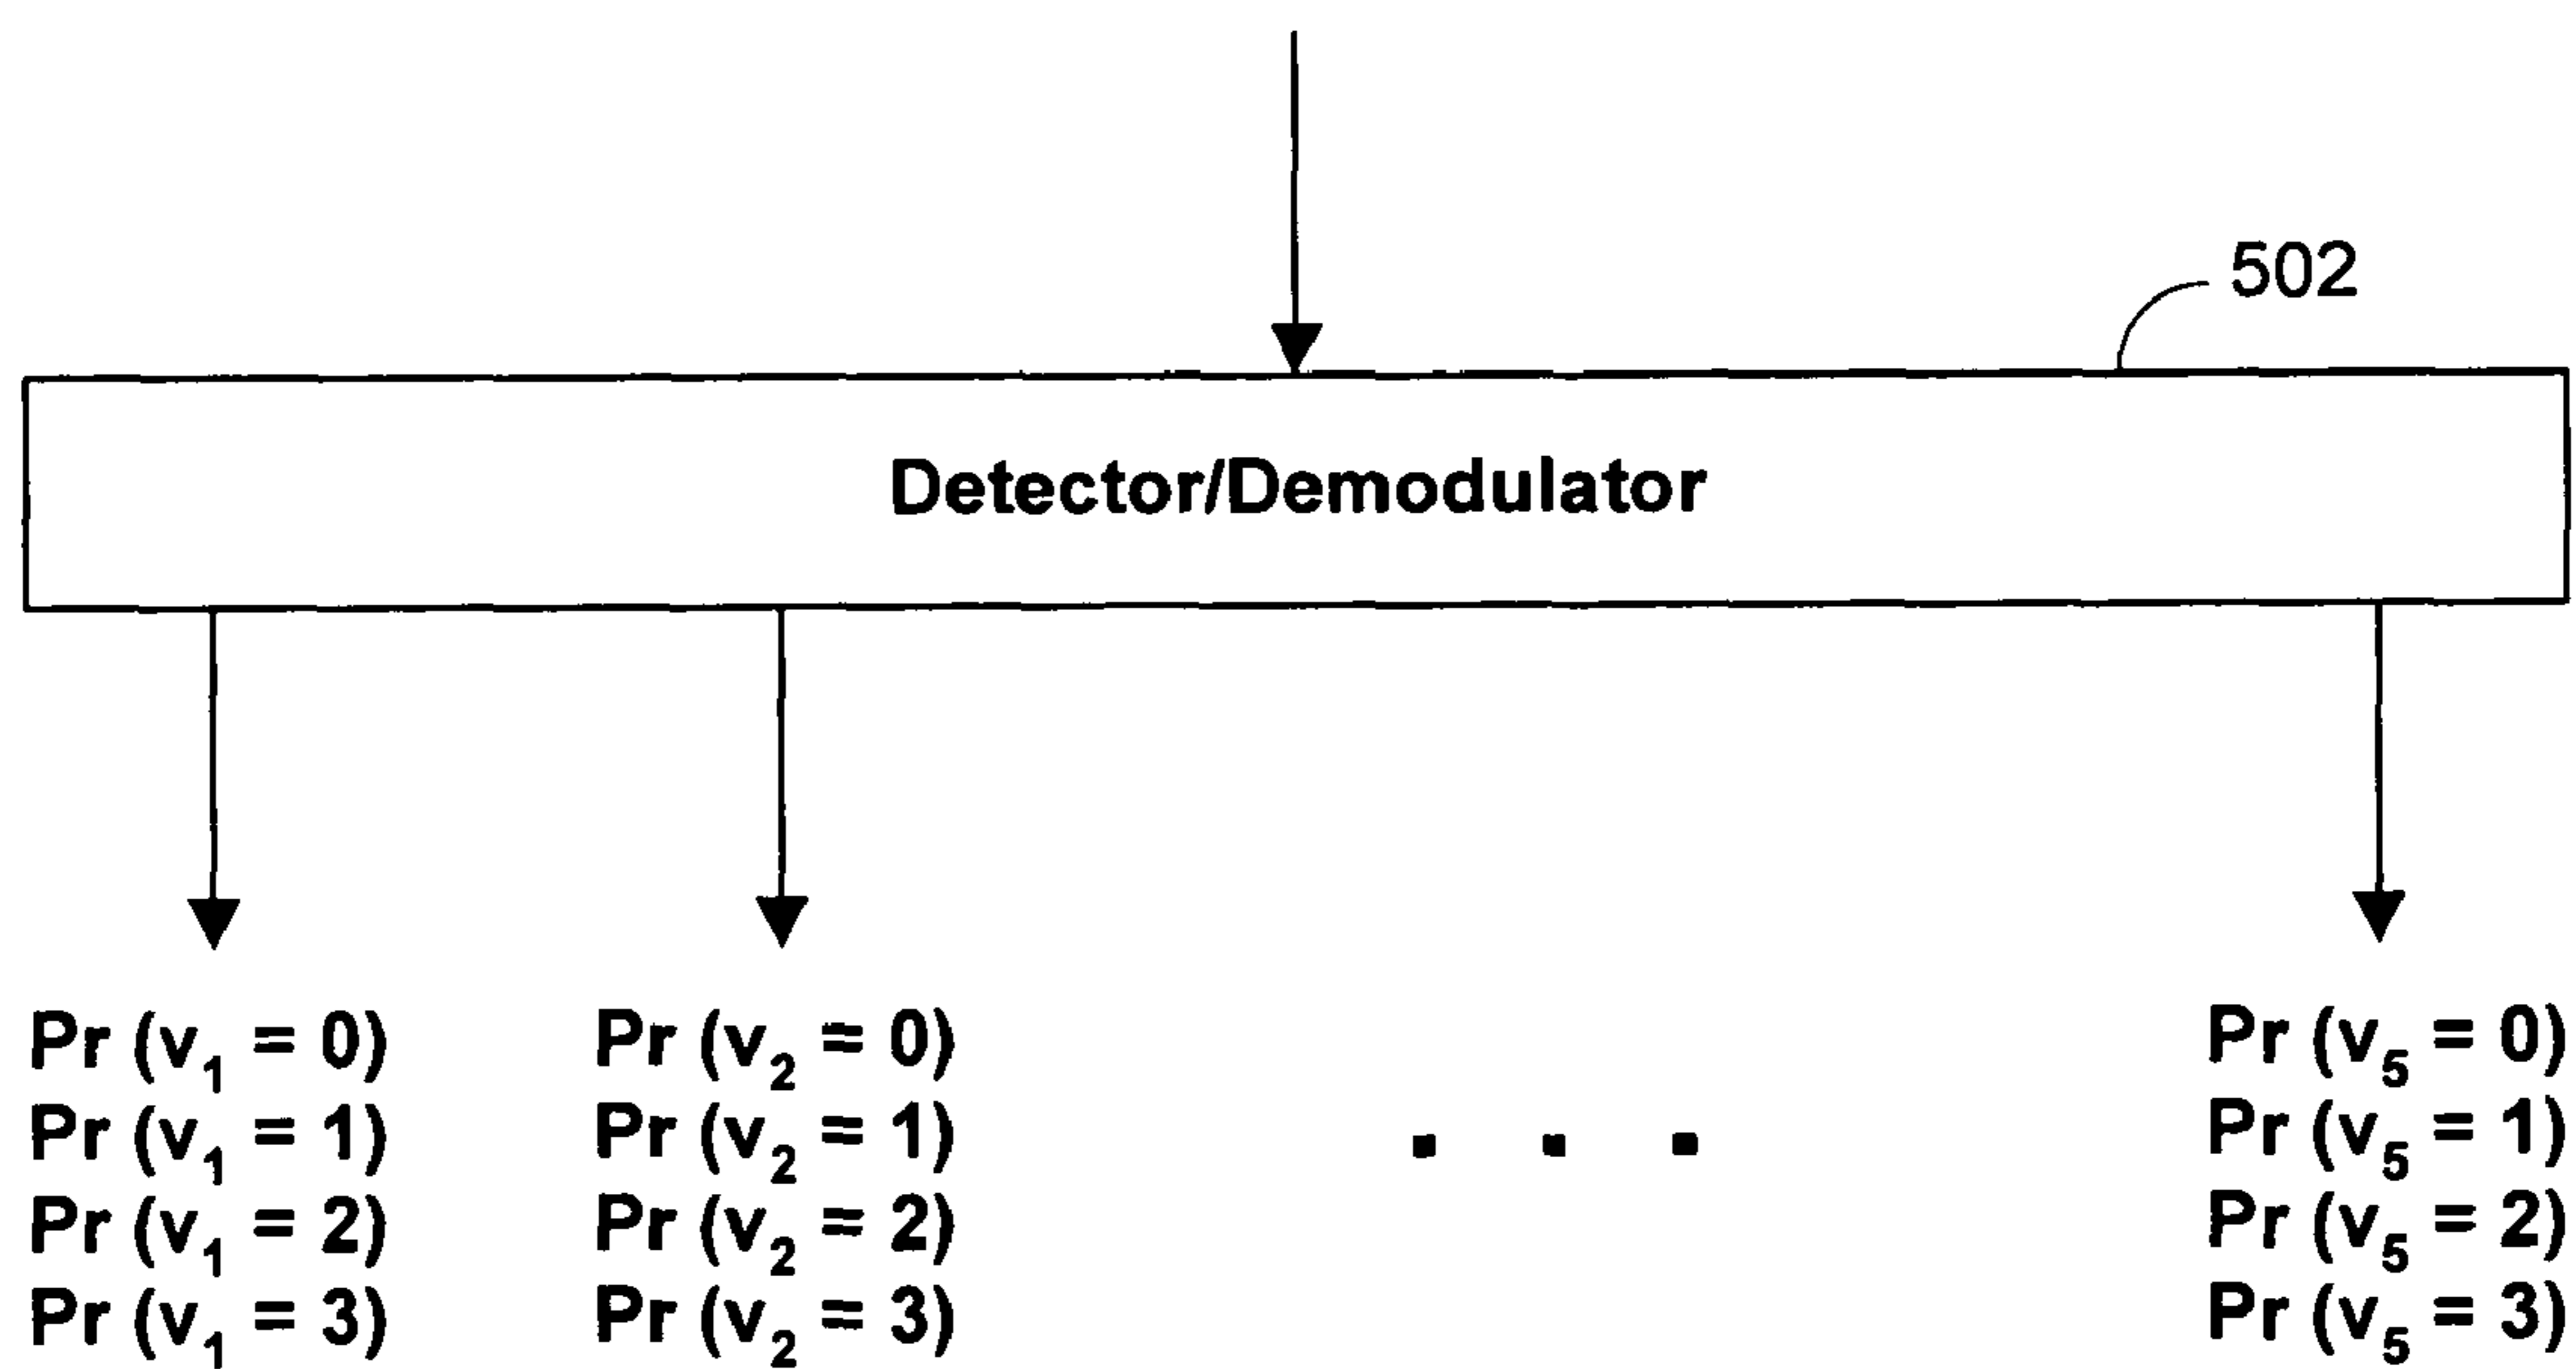 502
Detector/Demodulator
Pr (v₁ = 0) Pr (v₂ = 0) Pr (v₅ = 0)
Pr (v₁ = 1) Pr (v₂ = 1) . . . Pr (v₅ = 1)
Pr (v₁ = 2) Pr (v₂ = 2) Pr (v₅ = 2)
Pr (v₁ = 3) Pr (v₂ = 3) Pr (v₅ = 3)